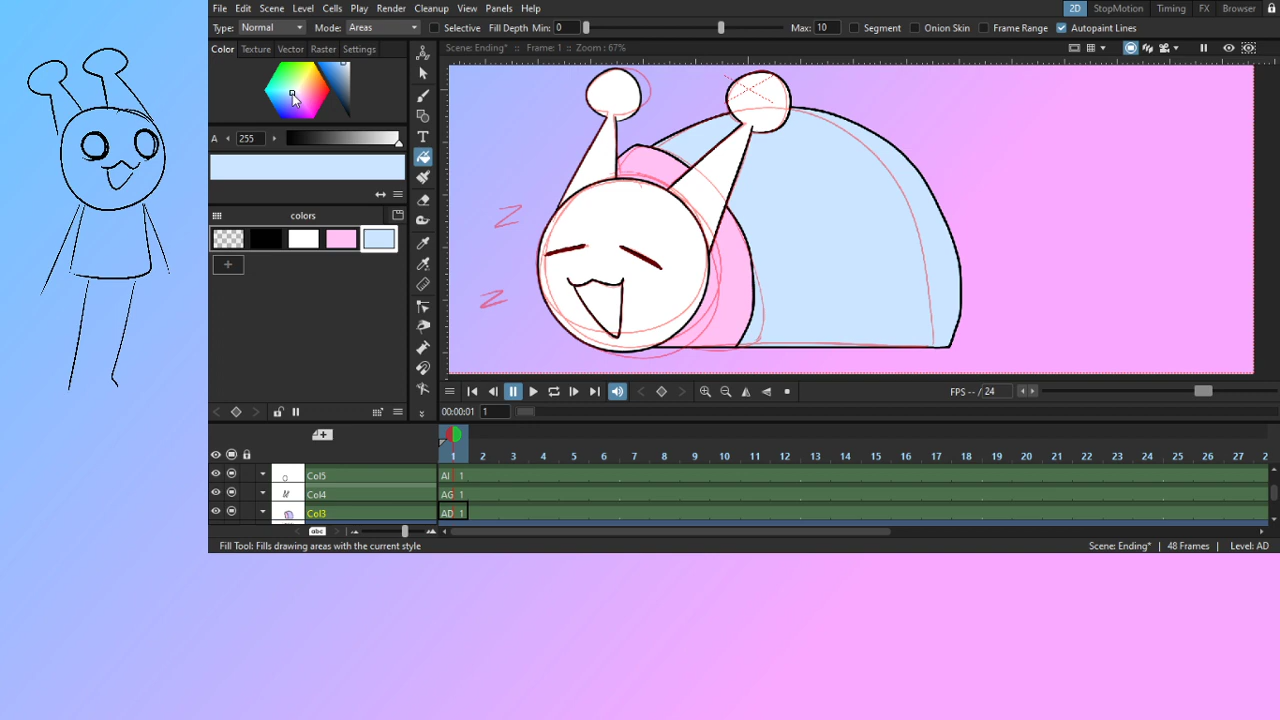 File Edit Scene Level Cells Play Render Cleanup View Panels Help 2D StopMotion Timing FX Browser
Type: Normal Mode: Areas Selective Fill Depth Min: 0 Max: 10 Segment Onion Skin Frame Range Autopaint Lines
Color Texture Vector Raster Settings Scene: Ending* :: Frame: 1 :: Zoom : 67%
A 255
colors
Z
Z
FPS -- / 24
00:00:01 1
1 2 3 4 5 6 7 8 9 10 11 12 13 14 15 16 17 18 19 20 21 22 23 24 25 26 27 2
Col5 AI 1
Col4 AG 1
Col3 AD 1
abc
Fill Tool: Fills drawing areas with the current style Scene: Ending* | 48 Frames | Level: AD